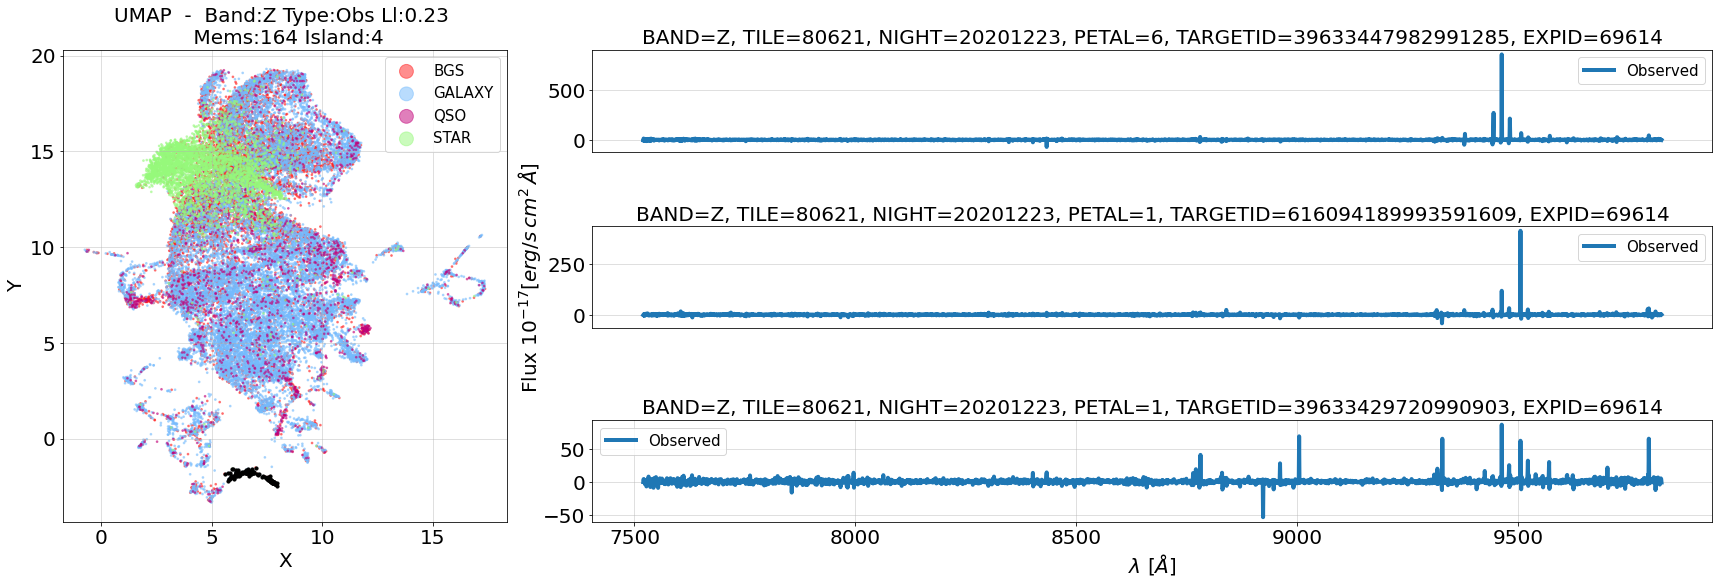 UMAP - Band:Z Type:Obs Ll:0.23
Mems:164 Island:4
BGS
GALAXY
QSO
STAR
20
15
10
5
0
Y
0 5 10 15
X
BAND=Z, TILE=80621, NIGHT=20201223, PETAL=6, TARGETID=39633447982991285, EXPID=69614
Observed
500
0
BAND=Z, TILE=80621, NIGHT=20201223, PETAL=1, TARGETID=616094189993591609, EXPID=69614
Observed
250
0
Flux 10⁻¹⁷[erg/s cm² Å]
BAND=Z, TILE=80621, NIGHT=20201223, PETAL=1, TARGETID=39633429720990903, EXPID=69614
Observed
50
0
−50
7500 8000 8500 9000 9500
λ [Å]